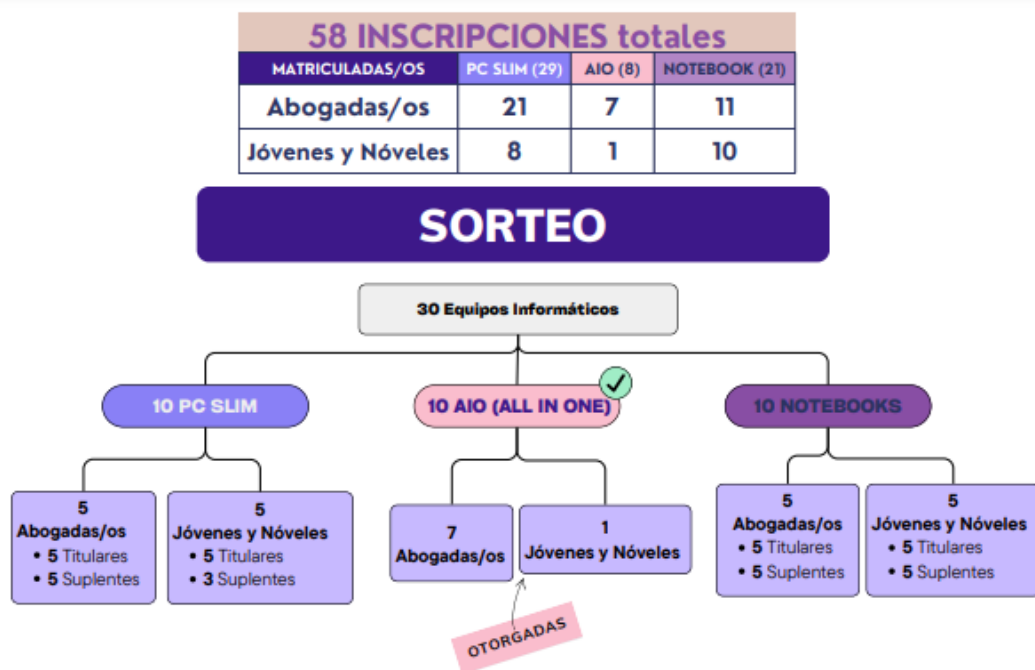 58 INSCRIPCIONES totales
MATRICULADAS/OS PC SLIM (29) AIO (8) NOTEBOOK (21)
Abogadas/os 21 7 11
Jóvenes y Nóveles 8 1 10
SORTEO
30 Equipos Informáticos
10 PC SLIM
10 AIO (ALL IN ONE)
10 NOTEBOOKS
5
Abogadas/os
• 5 Titulares
• 5 Suplentes
5
Jóvenes y Nóveles
• 5 Titulares
• 3 Suplentes
7
Abogadas/os
1
Jóvenes y Nóveles
5
Abogadas/os
• 5 Titulares
• 5 Suplentes
5
Jóvenes y Nóveles
• 5 Titulares
• 5 Suplentes
OTORGADAS